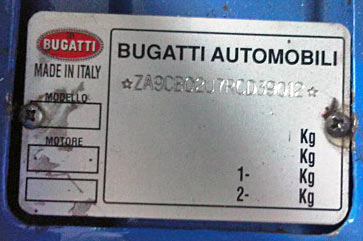 BUGATTI
MADE IN ITALY
BUGATTI AUTOMOBILI
MODELLO
MOTORE
Kg
Kg
1- Kg
2- Kg